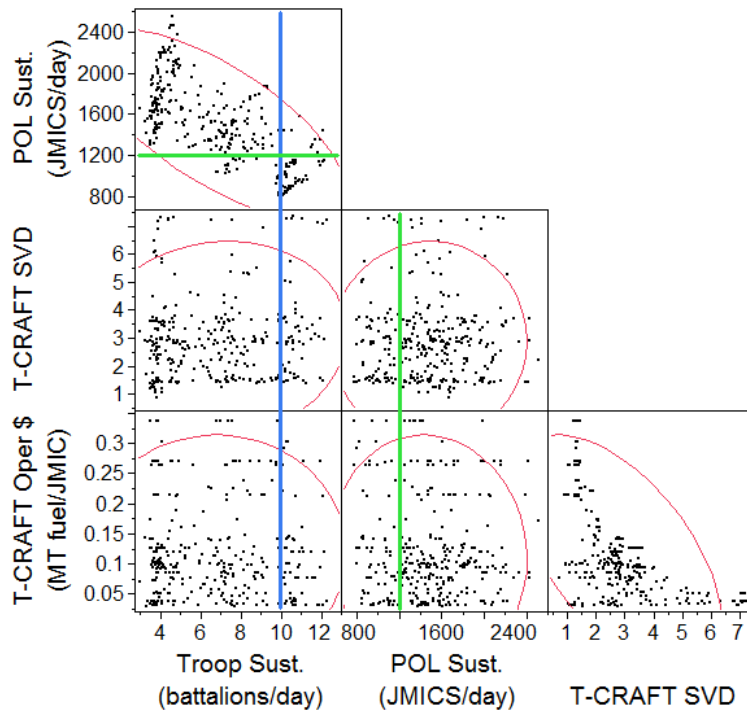 POL Sust.
(JMICS/day)
2400
2000
1600
1200
800
T-CRAFT SVD
6
5
4
3
2
1
T-CRAFT Oper $
(MT fuel/JMIC)
0.3
0.25
0.2
0.15
0.1
0.05
4 6 8 10 12
800 1600 2400
1 2 3 4 5 6 7
Troop Sust.
(battalions/day)
POL Sust.
(JMICS/day)
T-CRAFT SVD